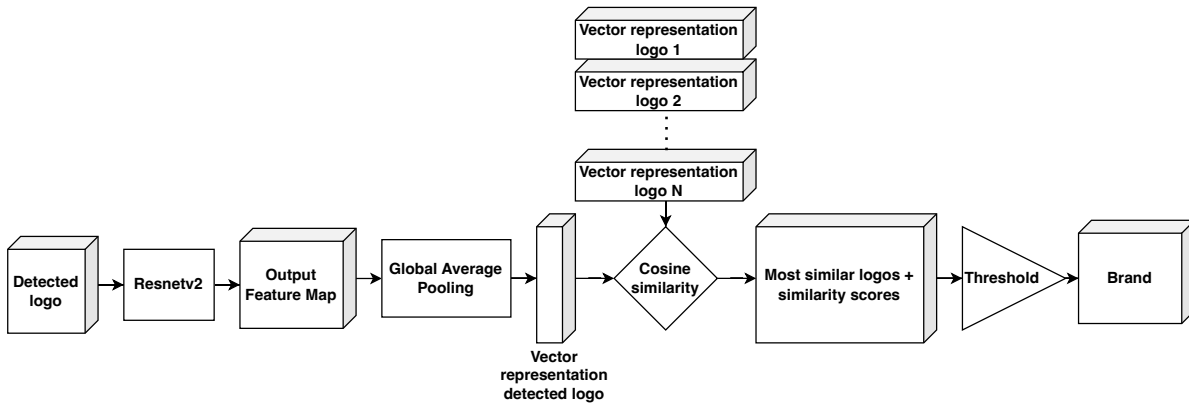 Vector representation
logo 1
Vector representation
logo 2
Vector representation
logo N
Detected
logo
Resnetv2
Output
Feature Map
Global Average
Pooling
Vector
representation
detected logo
Cosine
similarity
Most similar logos +
similarity scores
Threshold
Brand